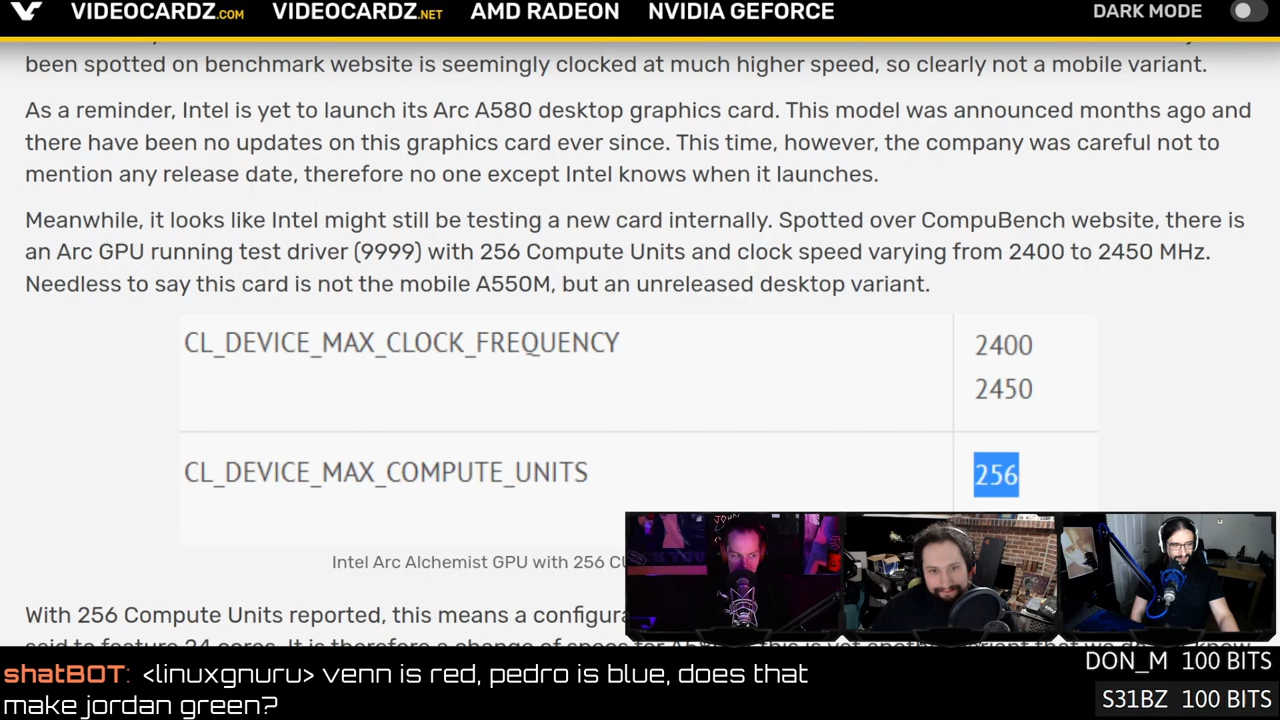 VIDEOCARDZ.COM VIDEOCARDZ.NET AMD RADEON NVIDIA GEFORCE DARK MODE
been spotted on benchmark website is seemingly clocked at much higher speed, so clearly not a mobile variant.
As a reminder, Intel is yet to launch its Arc A580 desktop graphics card. This model was announced months ago and
there have been no updates on this graphics card ever since. This time, however, the company was careful not to
mention any release date, therefore no one except Intel knows when it launches.
Meanwhile, it looks like Intel might still be testing a new card internally. Spotted over CompuBench website, there is
an Arc GPU running test driver (9999) with 256 Compute Units and clock speed varying from 2400 to 2450 MHz.
Needless to say this card is not the mobile A550M, but an unreleased desktop variant.
CL_DEVICE_MAX_CLOCK_FREQUENCY 2400
2450
CL_DEVICE_MAX_COMPUTE_UNITS 256
Intel Arc Alchemist GPU with 256
With 256 Compute Units reported, this means a
shatBOT: <linuxgnuru> venn is red, pedro is blue, does that
make jordan green?
DON_M 100 BITS
S31BZ 100 BITS